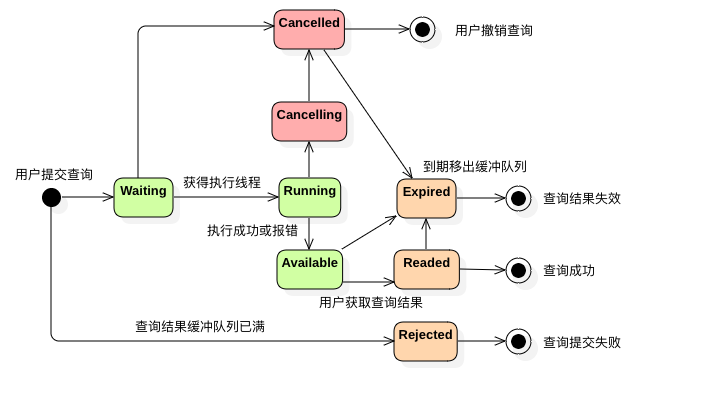 Cancelled
用户撤销查询
Cancelling
到期移出缓冲队列
用户提交查询
Waiting
获得执行线程
Running
Expired
查询结果失效
执行成功或报错
Available
Readed
查询成功
用户获取查询结果
查询结果缓冲队列已满
Rejected
查询提交失败